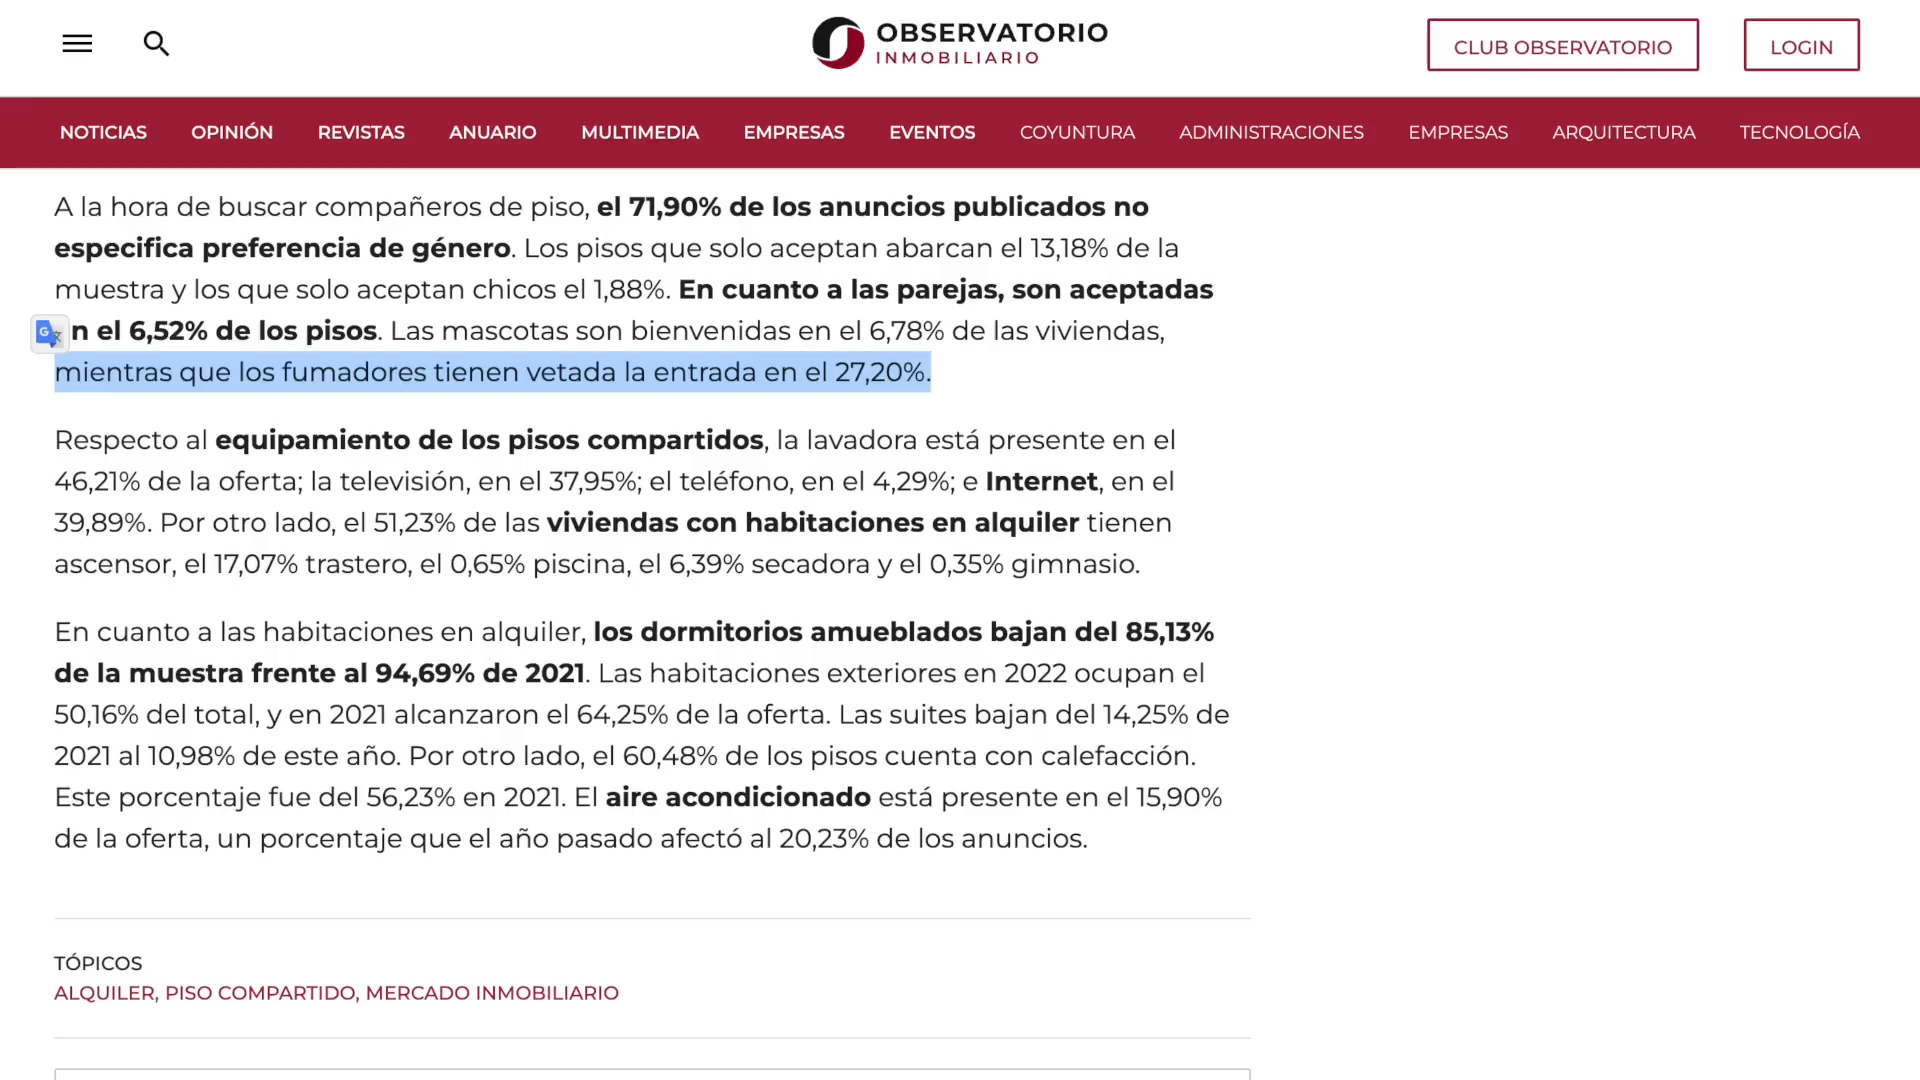 OBSERVATORIO
INMOBILIARIO
CLUB OBSERVATORIO
LOGIN
NOTICIAS OPINIÓN REVISTAS ANUARIO MULTIMEDIA EMPRESAS EVENTOS COYUNTURA ADMINISTRACIONES EMPRESAS ARQUITECTURA TECNOLOGÍA
A la hora de buscar compañeros de piso, el 71,90% de los anuncios publicados no
especifica preferencia de género. Los pisos que solo aceptan abarcan el 13,18% de la
muestra y los que solo aceptan chicos el 1,88%. En cuanto a las parejas, son aceptadas
n el 6,52% de los pisos. Las mascotas son bienvenidas en el 6,78% de las viviendas,
mientras que los fumadores tienen vetada la entrada en el 27,20%.
Respecto al equipamiento de los pisos compartidos, la lavadora está presente en el
46,21% de la oferta; la televisión, en el 37,95%; el teléfono, en el 4,29%; e Internet, en el
39,89%. Por otro lado, el 51,23% de las viviendas con habitaciones en alquiler tienen
ascensor, el 17,07% trastero, el 0,65% piscina, el 6,39% secadora y el 0,35% gimnasio.
En cuanto a las habitaciones en alquiler, los dormitorios amueblados bajan del 85,13%
de la muestra frente al 94,69% de 2021. Las habitaciones exteriores en 2022 ocupan el
50,16% del total, y en 2021 alcanzaron el 64,25% de la oferta. Las suites bajan del 14,25% de
2021 al 10,98% de este año. Por otro lado, el 60,48% de los pisos cuenta con calefacción.
Este porcentaje fue del 56,23% en 2021. El aire acondicionado está presente en el 15,90%
de la oferta, un porcentaje que el año pasado afectó al 20,23% de los anuncios.
TÓPICOS
ALQUILER, PISO COMPARTIDO, MERCADO INMOBILIARIO